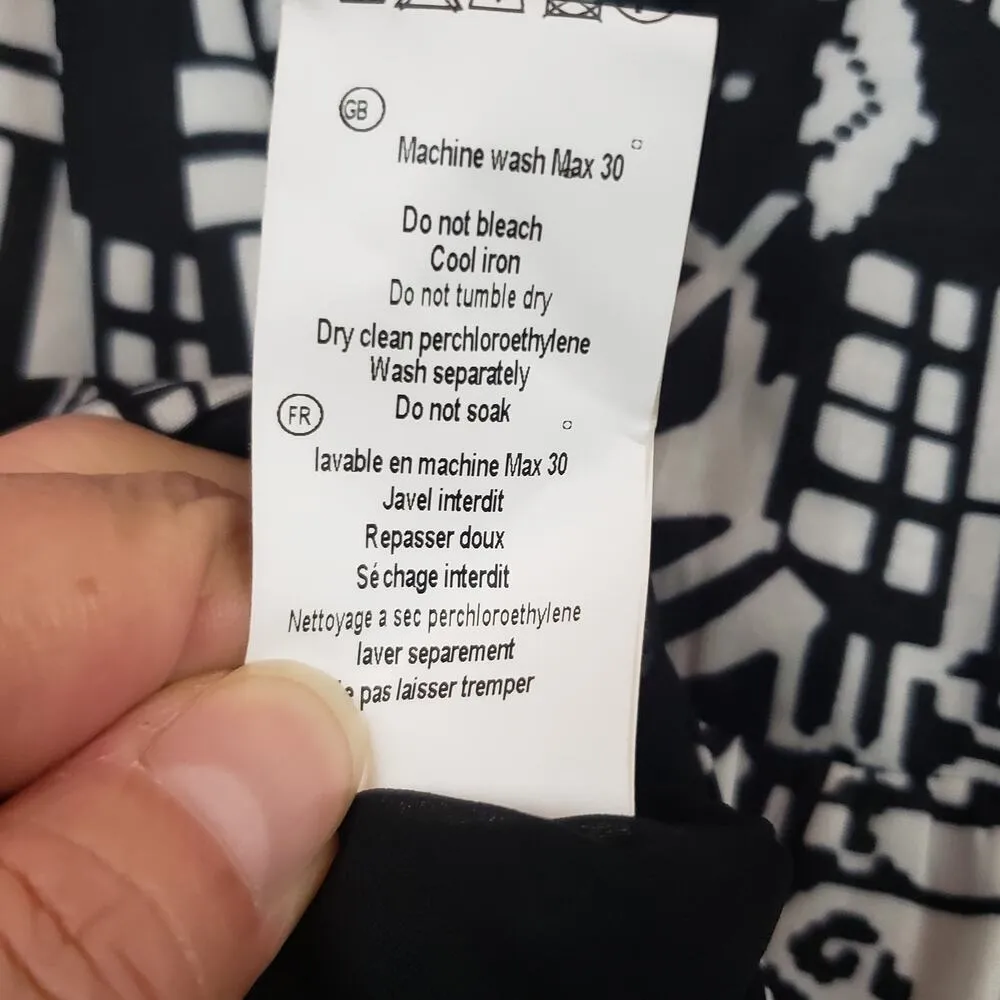 GB
Machine wash Max 30°
Do not bleach
Cool iron
Do not tumble dry
Dry clean perchloroethylene
Wash separately
Do not soak
FR
lavable en machine Max 30°
Javel interdit
Repasser doux
Séchage interdit
Nettoyage a sec perchloroethylene
laver separement
pas laisser tremper